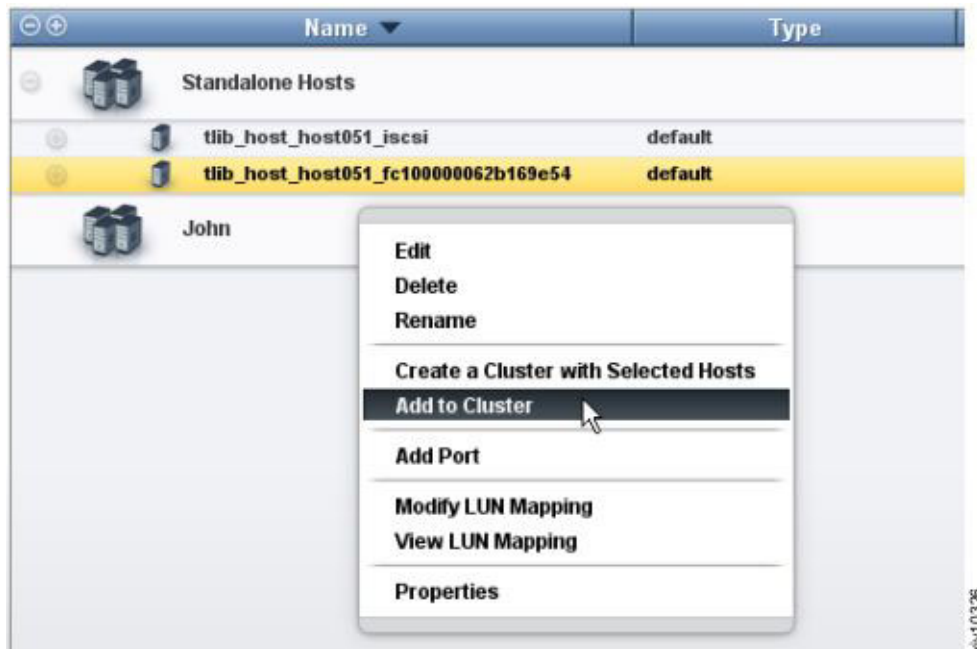 Name Type
Standalone Hosts
tlib_host_host051_iscsi default
tlib_host_host051_fc100000062b169e54 default
John
Edit
Delete
Rename
Create a Cluster with Selected Hosts
Add to Cluster
Add Port
Modify LUN Mapping
View LUN Mapping
Properties